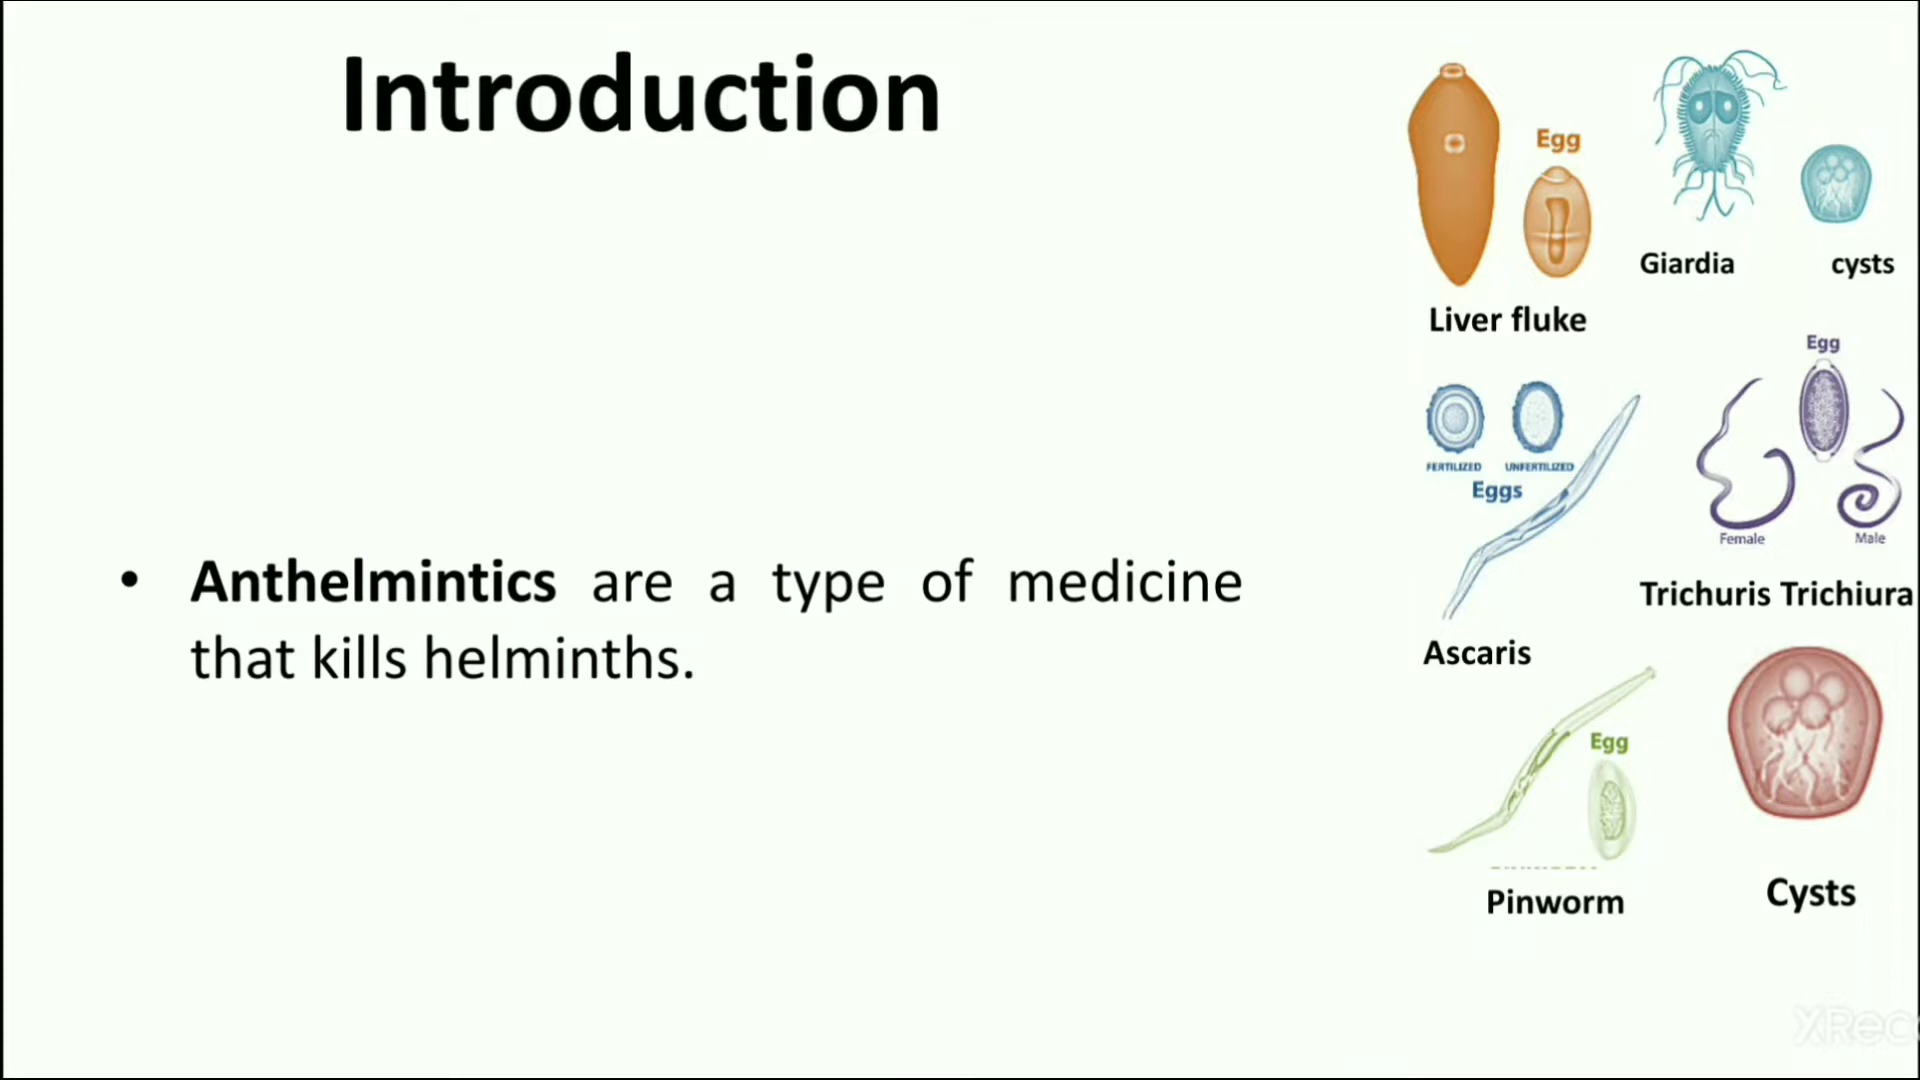 Introduction
• Anthelmintics are a type of medicine
that kills helminths.
Egg
Liver fluke
Giardia
cysts
FERTILIZED
UNFERTILIZED
Eggs
Ascaris
Egg
Female
Male
Trichuris Trichiura
Egg
Pinworm
Cysts
XRec